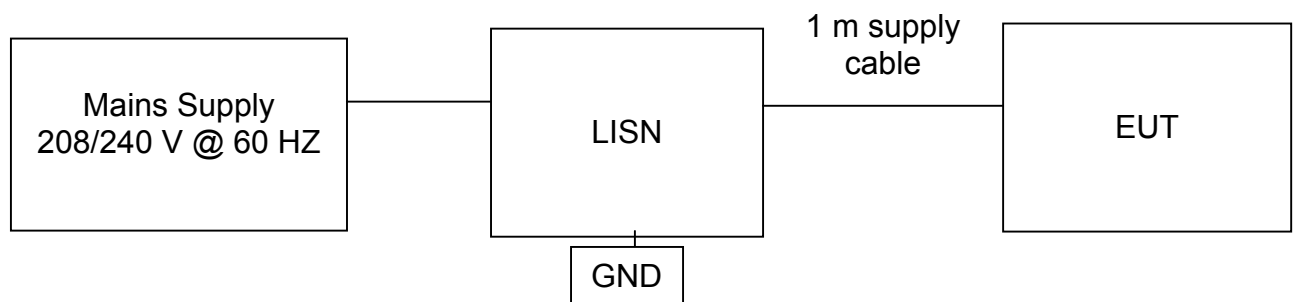 Mains Supply
208/240 V @ 60 HZ
LISN
1 m supply
cable
EUT
GND